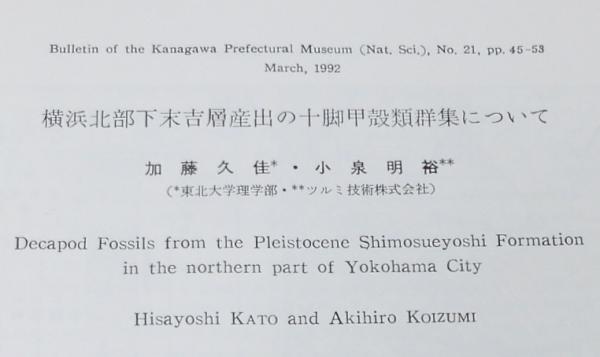 Bulletin of the Kanagawa Prefectural Museum (Nat. Sci.), No. 21, pp. 45-53
March, 1992
横浜北部下末吉層産出の十脚甲殻類群集について
加藤久佳*・小泉明裕**
(*東北大学理学部・**ツルミ技術株式会社)
Decapod Fossils from the Pleistocene Shimosueyoshi Formation
in the northern part of Yokohama City
Hisayoshi KATO and Akihiro KOIZUMI